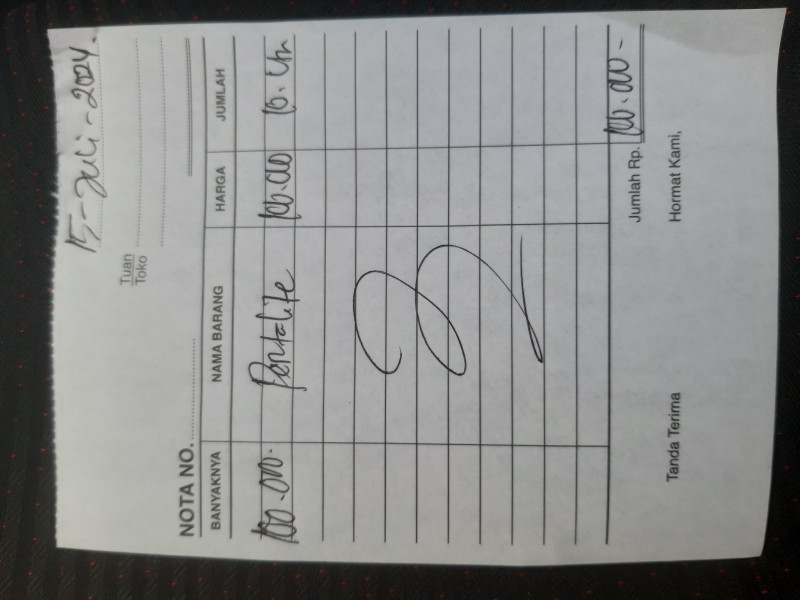 15-Juli-2024.
Tuan
Toko
NOTA NO.
BANYAKNYA NAMA BARANG HARGA JUMLAH
100.000. Pertalite 100.000
Jumlah Rp. 100.000-
Tanda Terima Hormat Kami,